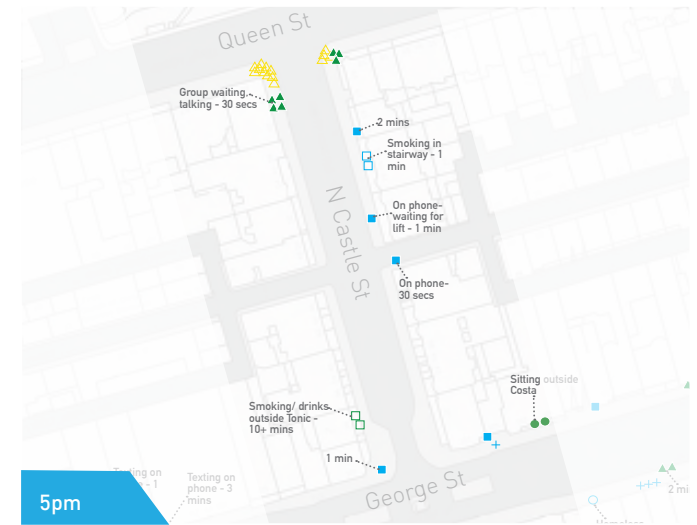 Queen St
Group waiting,
talking - 30 secs
2 mins
Smoking in
stairway - 1
min
N Castle St
On phone-
waiting for
lift - 1 min
On phone-
30 secs
Sitting outside
Costa
Smoking/ drinks
outside Tonic -
10+ mins
1 min
George St
Texting on
phone - 1
Texting on
phone - 3
mins
2 mi
5pm